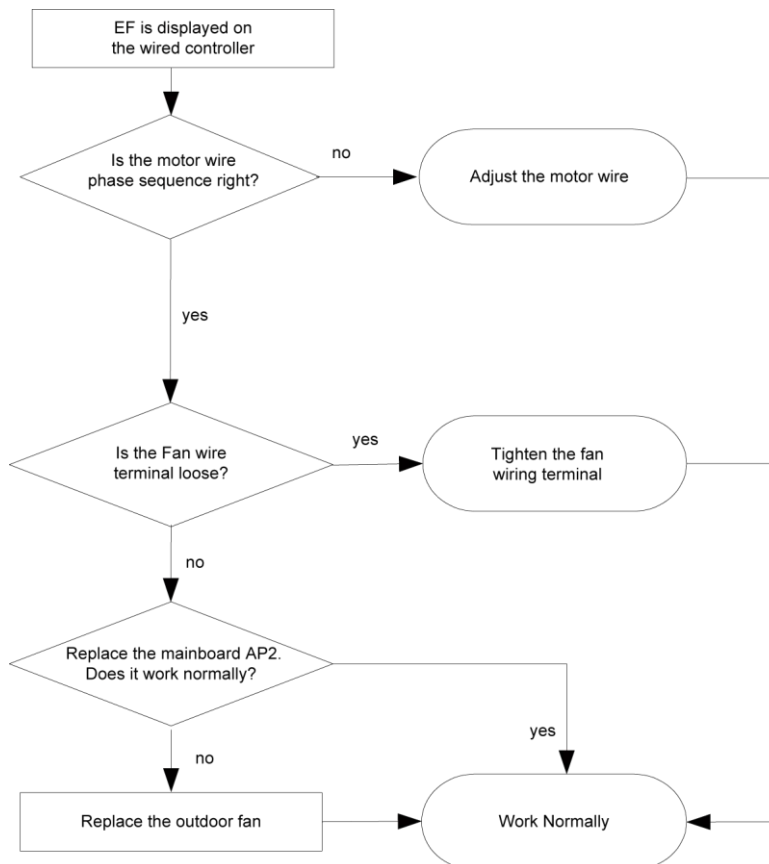 EF is displayed on
the wired controller
Is the motor wire
phase sequence right?
no
Adjust the motor wire
yes
Is the Fan wire
terminal loose?
yes
Tighten the fan
wiring terminal
no
Replace the mainboard AP2.
Does it work normally?
yes
no
Replace the outdoor fan
Work Normally